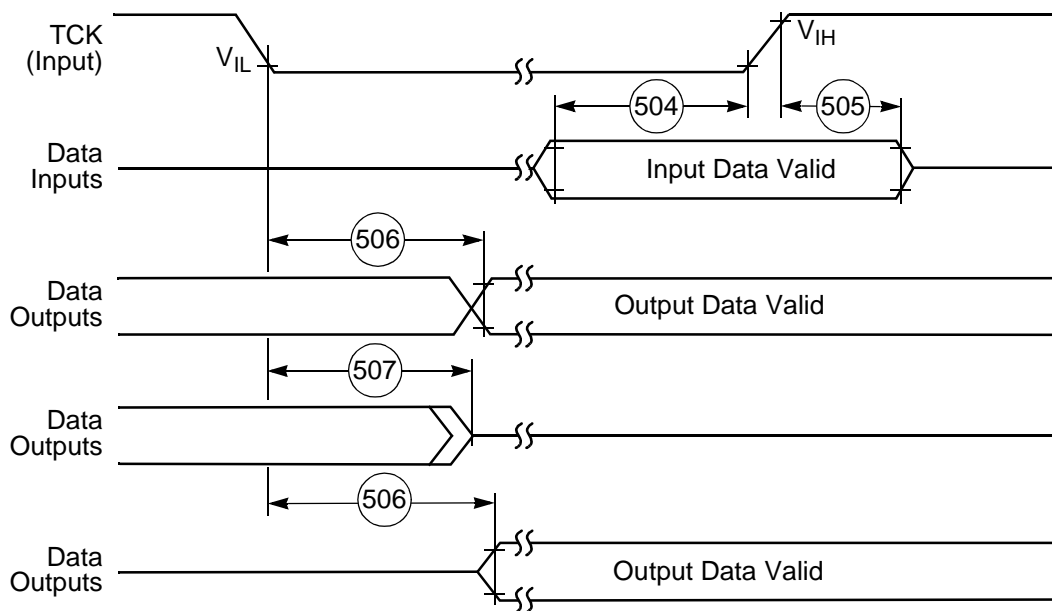 TCK
(Input)
VIL
VIH
504
505
Data
Inputs
Input Data Valid
506
Data
Outputs
Output Data Valid
507
Data
Outputs
506
Data
Outputs
Output Data Valid